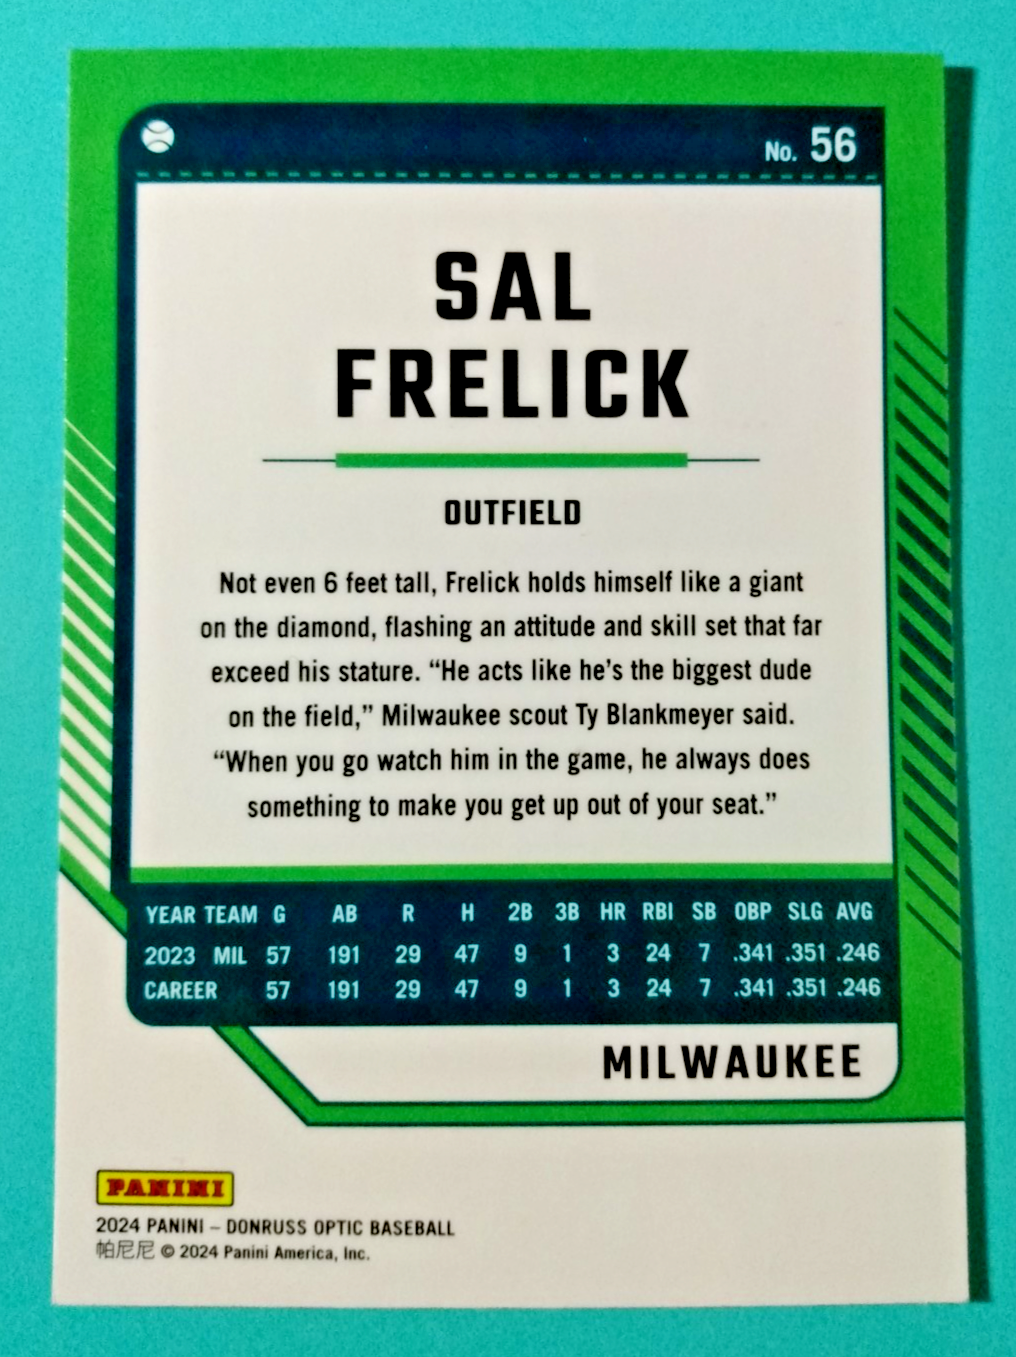 No. 56
SAL
FRELICK
OUTFIELD
Not even 6 feet tall, Frelick holds himself like a giant
on the diamond, flashing an attitude and skill set that far
exceed his stature. “He acts like he’s the biggest dude
on the field,” Milwaukee scout Ty Blankmeyer said.
“When you go watch him in the game, he always does
something to make you get up out of your seat.”
YEAR TEAM G AB R H 2B 3B HR RBI SB OBP SLG AVG
2023 MIL 57 191 29 47 9 1 3 24 7 .341 .351 .246
CAREER 57 191 29 47 9 1 3 24 7 .341 .351 .246
MILWAUKEE
PANINI
2024 PANINI – DONRUSS OPTIC BASEBALL
帕尼尼 © 2024 Panini America, Inc.